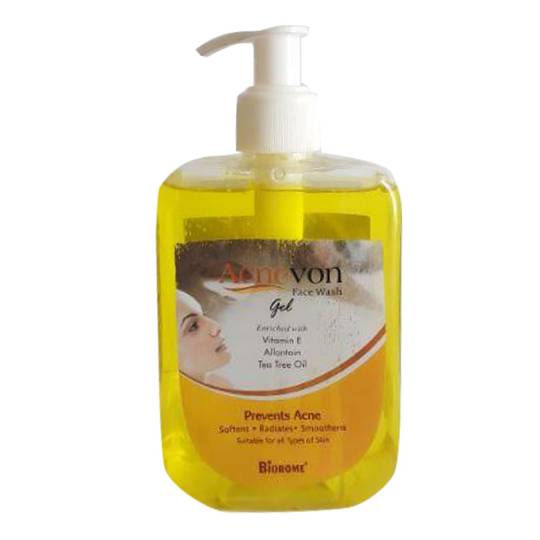 Acnevon
Face Wash
Gel
Enriched with
Vitamin E
Allantoin
Tea Tree Oil
Prevents Acne
Softent • Radiates • Smoothens
Suitable for all Types of Skin
BIOROME®